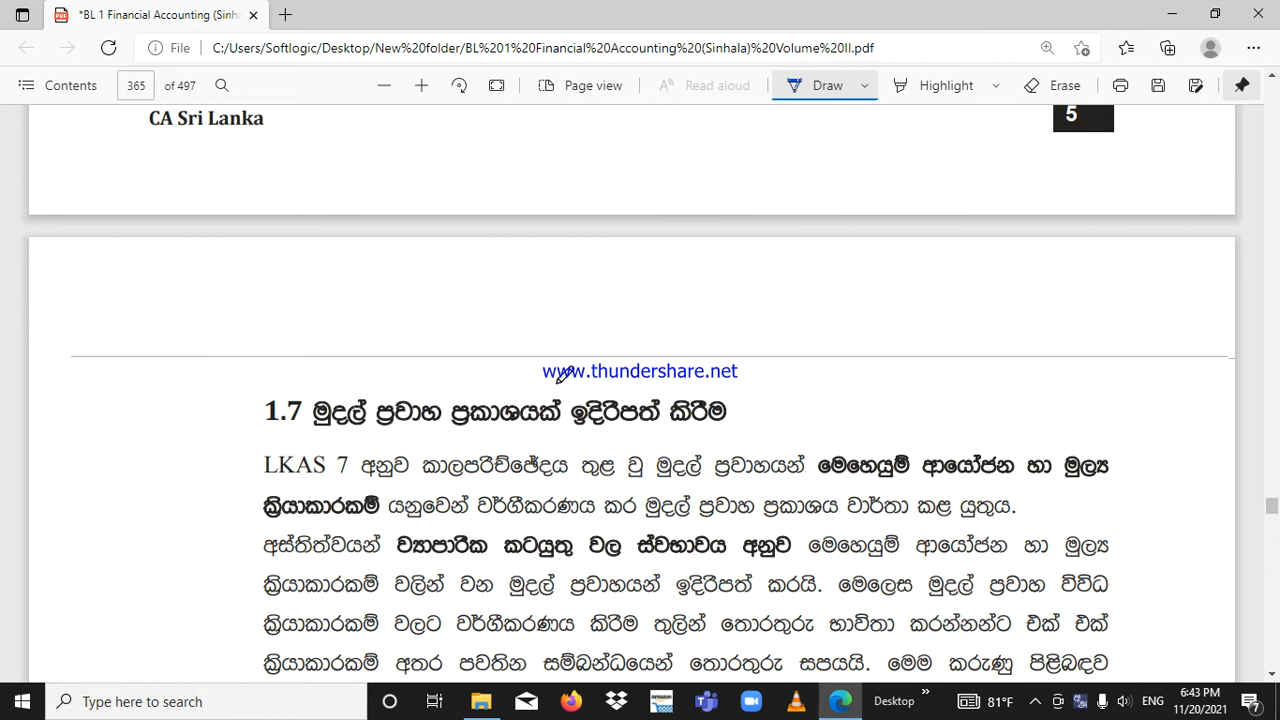 *BL 1 Financial Accounting (Sinha
File C:/Users/Softlogic/Desktop/New%20folder/BL%201%20Financial%20Accounting%20(Sinhala)%20Volume%20II.pdf
Contents 365 of 497 Page view Read aloud Draw Highlight Erase
CA Sri Lanka 5
www.thundershare.net
1.7 මුදල් ප්‍රවාහ ප්‍රකාශයක් ඉදිරිපත් කිරීම
LKAS 7 අනුව කාලපරිච්ඡේදය තුළ වු මුදල් ප්‍රවාහයන් මෙහෙයුම් ආයෝජන හා මුල්‍ය
ක්‍රියාකාරකම් යනුවෙන් වර්ගීකරණය කර මුදල් ප්‍රවාහ ප්‍රකාශය වාර්තා කළ යුතුය.
අස්තිත්වයන් ව්‍යාපාරික කටයුතු වල ස්වභාවය අනුව මෙහෙයුම් ආයෝජන හා මුල්‍ය
ක්‍රියාකාරකම් වලින් වන මුදල් ප්‍රවාහයන් ඉදිරිපත් කරයි. මෙලෙස මුදල් ප්‍රවාහ විවිධ
ක්‍රියාකාරකම් වලට වර්ගීකරණය කිරීම තුලින් තොරතුරු භාවිතා කරන්නන්ට එක් එක්
ක්‍රියාකාරකම් අතර පවතින සම්බන්ධයෙන් තොරතුරු සපයයි. මෙම කරුණු පිළිබඳව
Type here to search Desktop 81°F ENG 6:43 PM
11/20/2021 7